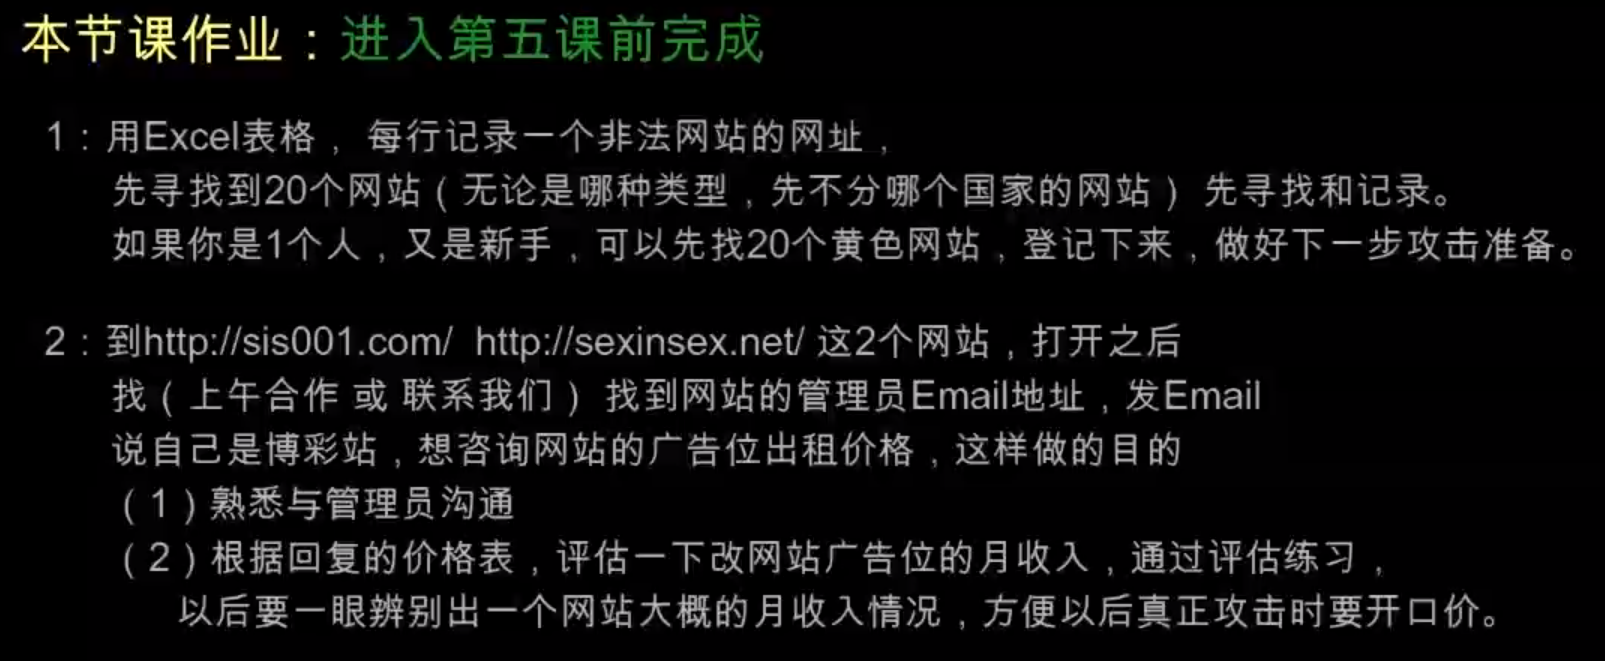 本节课作业：进入第五课前完成
1：用Excel表格， 每行记录一个非法网站的网址，
先寻找到20个网站（无论是哪种类型，先不分哪个国家的网站） 先寻找和记录。
如果你是1个人，又是新手，可以先找20个黄色网站，登记下来，做好下一步攻击准备。
2：到http://sis001.com/ http://sexinsex.net/ 这2个网站，打开之后
找（上午合作 或 联系我们） 找到网站的管理员Email地址，发Email
说自己是博彩站，想咨询网站的广告位出租价格，这样做的目的
（1）熟悉与管理员沟通
（2）根据回复的价格表，评估一下改网站广告位的月收入，通过评估练习，
以后要一眼辨别出一个网站大概的月收入情况，方便以后真正攻击时要开口价。